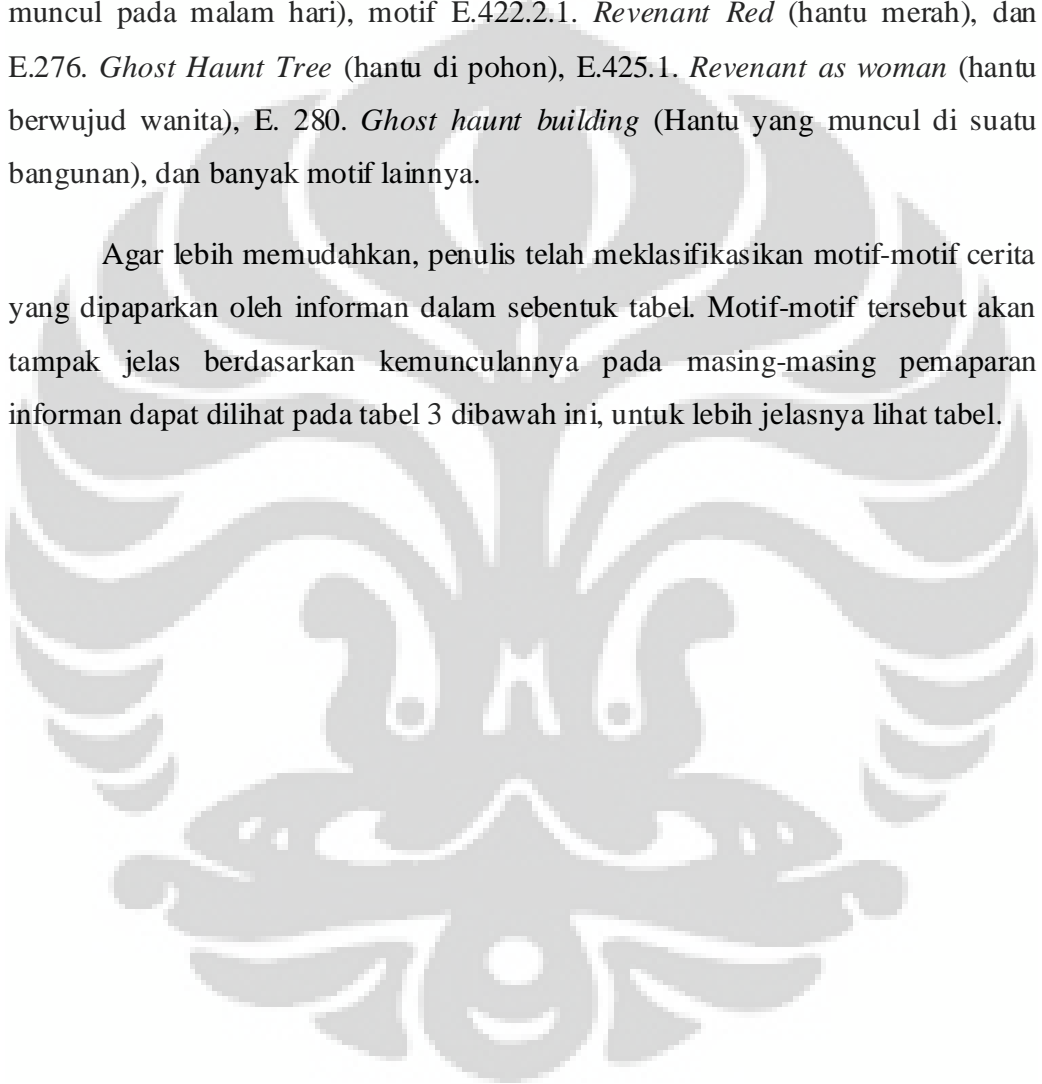 muncul pada malam hari), motif E.422.2.1. Revenant Red (hantu merah), dan
E.276. Ghost Haunt Tree (hantu di pohon), E.425.1. Revenant as woman (hantu
berwujud wanita), E. 280. Ghost haunt building (Hantu yang muncul di suatu
bangunan), dan banyak motif lainnya.
Agar lebih memudahkan, penulis telah meklasifikasikan motif-motif cerita
yang dipaparkan oleh informan dalam sebentuk tabel. Motif-motif tersebut akan
tampak jelas berdasarkan kemunculannya pada masing-masing pemaparan
informan dapat dilihat pada tabel 3 dibawah ini, untuk lebih jelasnya lihat tabel.